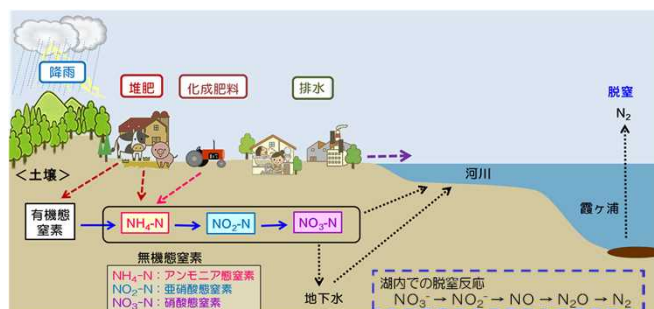 降雨
堆肥
化成肥料
排水
脱窒
N₂
<土壌>
河川
霞ヶ浦
有機態
窒素
NH₄-N
NO₂-N
NO₃-N
無機態窒素
NH₄-N:アンモニア態窒素
NO₂-N:亜硝酸態窒素
NO₃-N:硝酸態窒素
地下水
湖内での脱窒反応
NO₃⁻→NO₂⁻→NO→N₂O→N₂